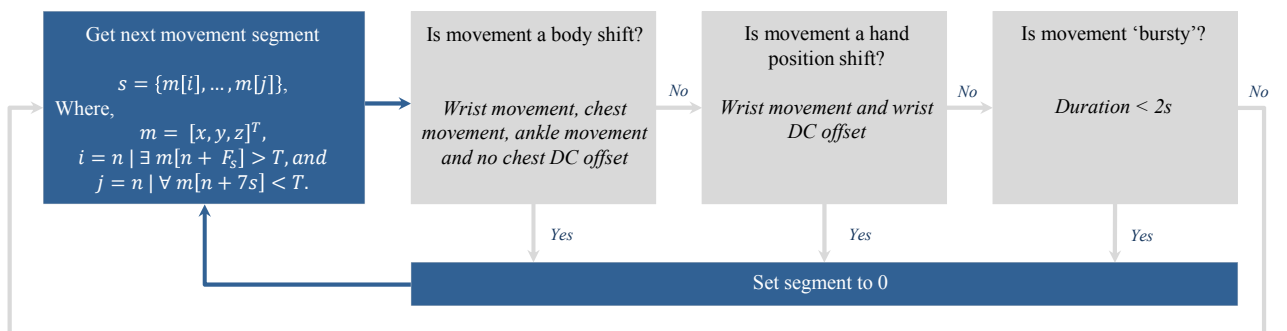 Get next movement segment
s = {m[i], … , m[j]},
Where,
m = [x, y, z]ᵀ,
i = n | ∃ m[n + Fₛ] > T, and
j = n | ∀ m[n + 7s] < T.
Is movement a body shift?
Wrist movement, chest
movement, ankle movement
and no chest DC offset
No
Is movement a hand
position shift?
Wrist movement and wrist
DC offset
No
Is movement ‘bursty’?
Duration < 2s
No
Yes
Yes
Yes
Set segment to 0